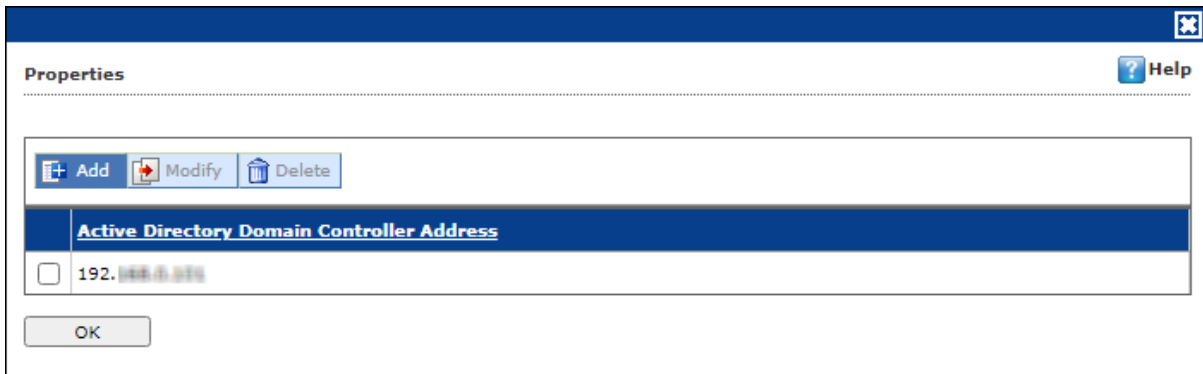 Properties
Help
Add Modify Delete
Active Directory Domain Controller Address
192.
OK